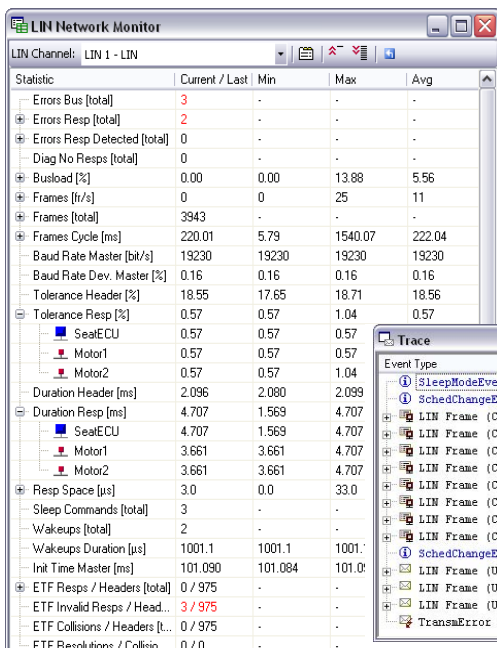 LIN Network Monitor
LIN Channel: LIN 1 - LIN
Statistic Current / Last Min Max Avg
Errors Bus [total] 3 - - -
Errors Resp [total] 2 - - -
Errors Resp Detected [total] 0 - - -
Diag No Resps [total] 0 - - -
Busload [%] 0.00 0.00 13.88 5.56
Frames [fr/s] 0 0 25 11
Frames [total] 3943 - - -
Frames Cycle [ms] 220.01 5.79 1540.07 222.04
Baud Rate Master [bit/s] 19230 19230 19230 19230
Baud Rate Dev. Master [%] 0.16 0.16 0.16 0.16
Tolerance Header [%] 18.55 17.65 18.71 18.56
Tolerance Resp [%] 0.57 0.57 1.04 0.57
SeatECU 0.57 0.57 0.57
Motor1 0.57 0.57 0.57
Motor2 0.57 0.57 1.04
Duration Header [ms] 2.096 2.080 2.099
Duration Resp [ms] 4.707 1.569 4.707
SeatECU 4.707 1.569 4.707
Motor1 3.661 3.661 4.707
Motor2 3.661 3.661 4.707
Resp Space [µs] 3.0 0.0 33.0
Sleep Commands [total] 3 - -
Wakeups [total] 2 - -
Wakeups Duration [µs] 1001.1 1001.1 1001.
Init Time Master [ms] 101.090 101.084 101.0
ETF Resps / Headers [total] 0 / 975 - -
ETF Invalid Resps / Head... 3 / 975 - -
ETF Collisions / Headers [t... 0 / 975 - -
ETF Resolutions / Collisio... 0 / 0 - -
Trace
Event Type
SleepModeEve
SchedChangeE
LIN Frame (C
LIN Frame (C
LIN Frame (C
LIN Frame (C
LIN Frame (C
LIN Frame (C
LIN Frame (C
LIN Frame (C
SchedChangeE
LIN Frame (U
LIN Frame (U
LIN Frame (U
TransmError